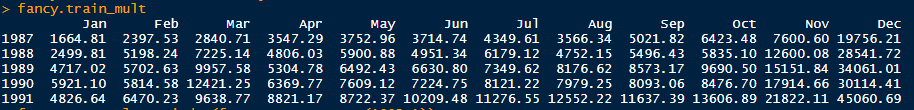 > fancy.train_mult
Jan Feb Mar Apr May Jun Jul Aug Sep Oct Nov Dec
1987 1664.81 2397.53 2840.71 3547.29 3752.96 3714.74 4349.61 3566.34 5021.82 6423.48 7600.60 19756.21
1988 2499.81 5198.24 7225.14 4806.03 5900.88 4951.34 6179.12 4752.15 5496.43 5835.10 12600.08 28541.72
1989 4717.02 5702.63 9957.58 5304.78 6492.43 6630.80 7349.62 8176.62 8573.17 9690.50 15151.84 34061.01
1990 5921.10 5814.58 12421.25 6369.77 7609.12 7224.75 8121.22 7979.25 8093.06 8476.70 17914.66 30114.41
1991 4826.64 6470.23 9638.77 8821.17 8722.37 10209.48 11276.55 12552.22 11637.39 13606.89 21822.11 45060.69